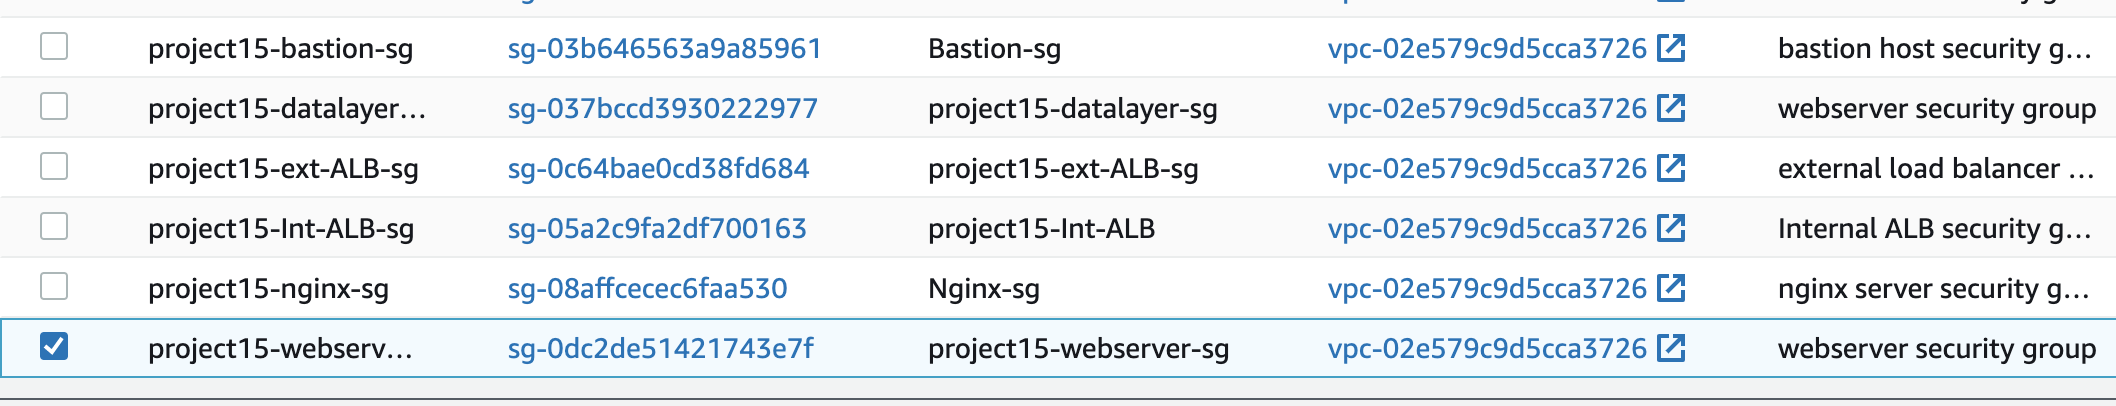 project15-bastion-sg sg-03b646563a9a85961 Bastion-sg vpc-02e579c9d5cca3726 bastion host security g...
project15-datalayer... sg-037bccd3930222977 project15-datalayer-sg vpc-02e579c9d5cca3726 webserver security group
project15-ext-ALB-sg sg-0c64bae0cd38fd684 project15-ext-ALB-sg vpc-02e579c9d5cca3726 external load balancer ...
project15-Int-ALB-sg sg-05a2c9fa2df700163 project15-Int-ALB vpc-02e579c9d5cca3726 Internal ALB security g...
project15-nginx-sg sg-08affcecec6faa530 Nginx-sg vpc-02e579c9d5cca3726 nginx server security g...
project15-webserv... sg-0dc2de51421743e7f project15-webserver-sg vpc-02e579c9d5cca3726 webserver security group